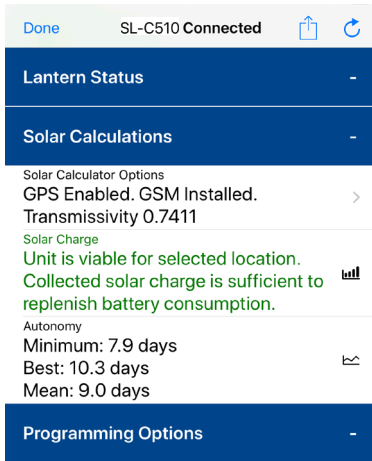 Done SL-C510 Connected
Lantern Status -
Solar Calculations -
Solar Calculator Options
GPS Enabled. GSM Installed.
Transmissivity 0.7411
Solar Charge
Unit is viable for selected location.
Collected solar charge is sufficient to
replenish battery consumption.
Autonomy
Minimum: 7.9 days
Best: 10.3 days
Mean: 9.0 days
Programming Options -